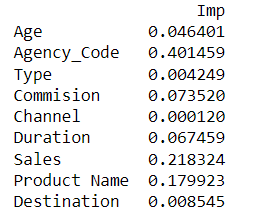 Imp
Age 0.046401
Agency_Code 0.401459
Type 0.004249
Commision 0.073520
Channel 0.000120
Duration 0.067459
Sales 0.218324
Product Name 0.179923
Destination 0.008545